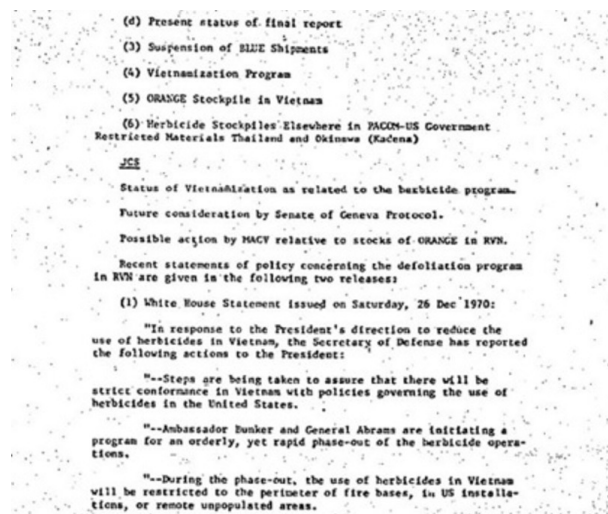 (d) Present status of final report
(3) Suspension of BLUE Shipments
(4) Vietnamization Program
(5) ORANGE Stockpile in Vietnam
(6) Herbicide Stockpiles Elsewhere in PACOM-US Government
Restricted Materials Thailand and Okinawa (Kadena)
JCS
Status of Vietnamization as related to the herbicide program.
Future consideration by Senate of Geneva Protocol.
Possible action by MACV relative to stocks of ORANGE in RVN.
Recent statements of policy concerning the defoliation program
in RVN are given in the following two releases:
(1) White House Statement issued on Saturday, 26 Dec 1970:
"In response to the President's direction to reduce the
use of herbicides in Vietnam, the Secretary of Defense has reported
the following actions to the President:
"--Steps are being taken to assure that there will be
strict conformance in Vietnam with policies governing the use of
herbicides in the United States.
"--Ambassador Bunker and General Abrams are initiating a
program for an orderly, yet rapid phase-out of the herbicide opera-
tions.
"--During the phase-out, the use of herbicides in Vietnam
will be restricted to the perimeter of fire bases, in US installa-
tions, or remote unpopulated areas.